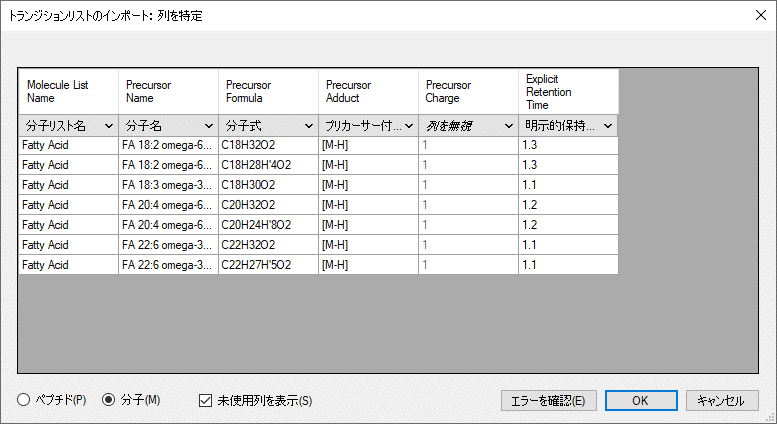 トランジションリストのインポート: 列を特定
Molecule List Name
Precursor Name
Precursor Formula
Precursor Adduct
Precursor Charge
Explicit Retention Time
分子リスト名
分子名
分子式
プリカーサー付...
列を無視
明示的保持...
Fatty Acid FA 18:2 omega-6... C18H32O2 [M-H] 1 1.3
Fatty Acid FA 18:2 omega-6... C18H28H'4O2 [M-H] 1 1.3
Fatty Acid FA 18:3 omega-3... C18H30O2 [M-H] 1 1.1
Fatty Acid FA 20:4 omega-6... C20H32O2 [M-H] 1 1.2
Fatty Acid FA 20:4 omega-6... C20H24H'8O2 [M-H] 1 1.2
Fatty Acid FA 22:6 omega-3... C22H32O2 [M-H] 1 1.1
Fatty Acid FA 22:6 omega-3... C22H27H'5O2 [M-H] 1 1.1
ペプチド(P)
分子(M)
未使用列を表示(S)
エラーを確認(E)
OK
キャンセル